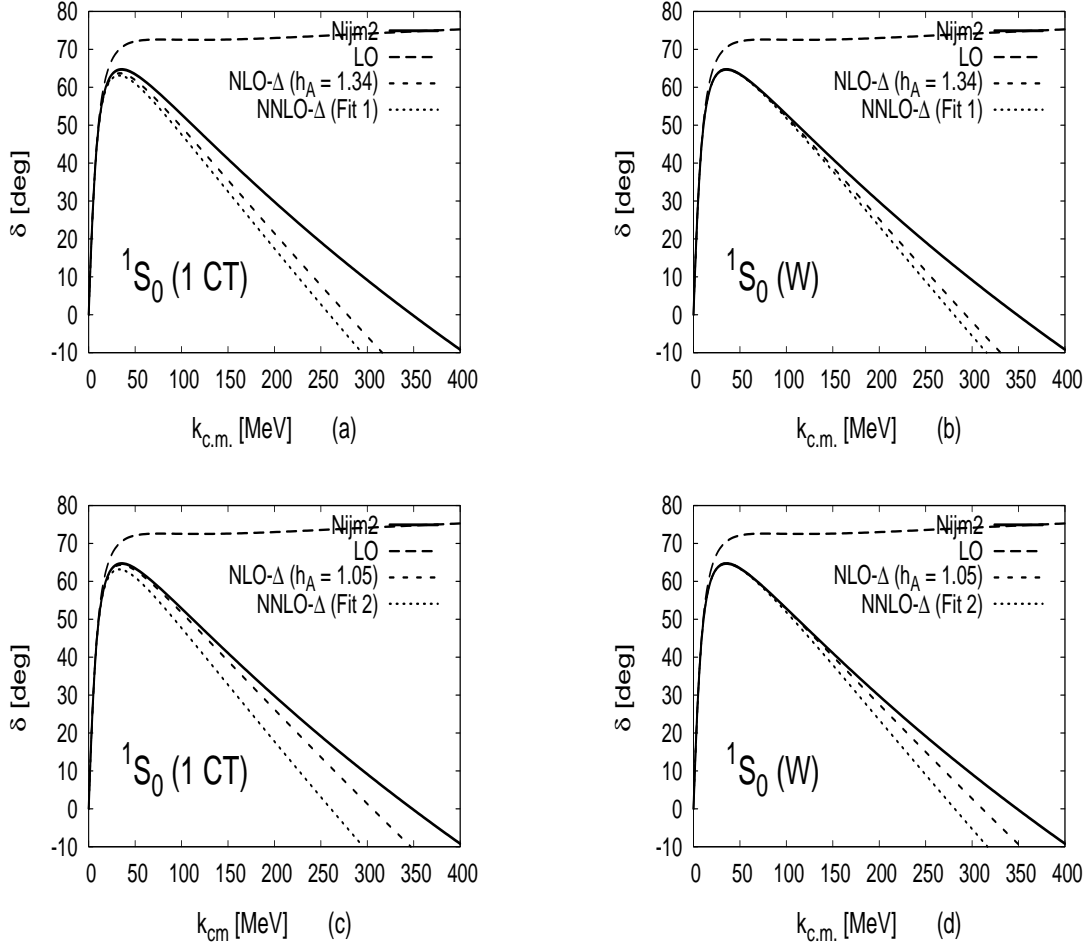 80
70
60
50
40
30
20
10
0
-10
δ [deg]
Nijm2
LO
NLO-Δ (h_A = 1.34)
NNLO-Δ (Fit 1)
¹S₀ (1 CT)
0 50 100 150 200 250 300 350 400
k_c.m. [MeV] (a)
80
70
60
50
40
30
20
10
0
-10
δ [deg]
Nijm2
LO
NLO-Δ (h_A = 1.34)
NNLO-Δ (Fit 1)
¹S₀ (W)
0 50 100 150 200 250 300 350 400
k_c.m. [MeV] (b)
80
70
60
50
40
30
20
10
0
-10
δ [deg]
Nijm2
LO
NLO-Δ (h_A = 1.05)
NNLO-Δ (Fit 2)
¹S₀ (1 CT)
0 50 100 150 200 250 300 350 400
k_cm [MeV] (c)
80
70
60
50
40
30
20
10
0
-10
δ [deg]
Nijm2
LO
NLO-Δ (h_A = 1.05)
NNLO-Δ (Fit 2)
¹S₀ (W)
0 50 100 150 200 250 300 350 400
k_c.m. [MeV] (d)